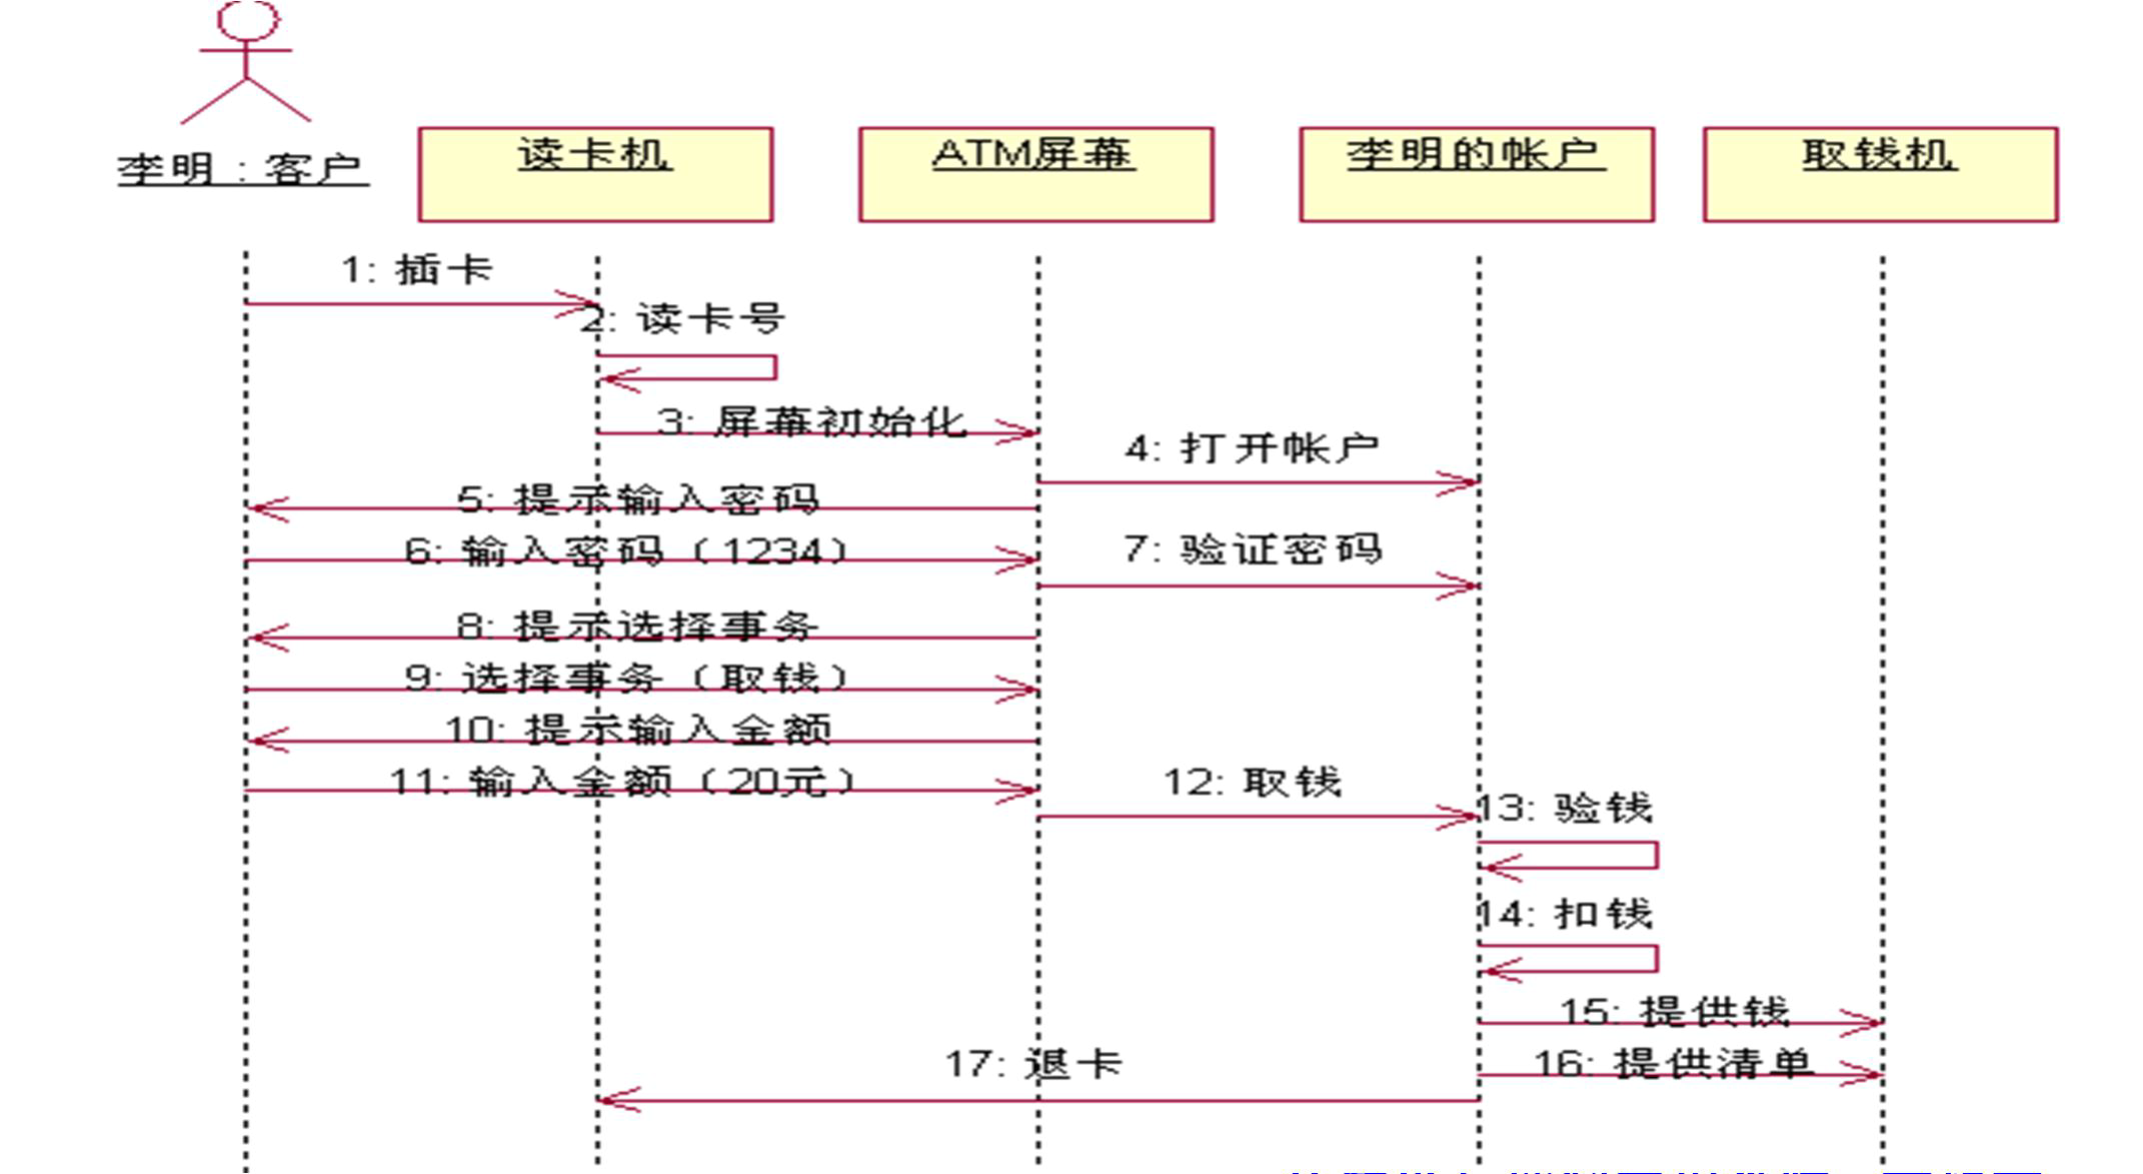 李明：客户
读卡机
ATM屏幕
李明的帐户
取钱机
1: 插卡
2: 读卡号
3: 屏幕初始化
4: 打开帐户
5: 提示输入密码
6: 输入密码（1234）
7: 验证密码
8: 提示选择事务
9: 选择事务（取钱）
10: 提示输入金额
11: 输入金额（20元）
12: 取钱
13: 验钱
14: 扣钱
15: 提供钱
16: 提供清单
17: 退卡